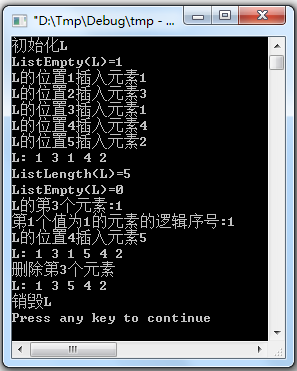 "D:\Tmp\Debug\tmp - ...
初始化L
ListEmpty(L)=1
L的位置1插入元素1
L的位置2插入元素3
L的位置3插入元素1
L的位置4插入元素4
L的位置5插入元素2
L: 1 3 1 4 2
ListLength(L)=5
ListEmpty(L)=0
L的第3个元素:1
第1个值为1的元素的逻辑序号:1
L的位置4插入元素5
L: 1 3 1 5 4 2
删除第3个元素
L: 1 3 5 4 2
销毁L
Press any key to continue